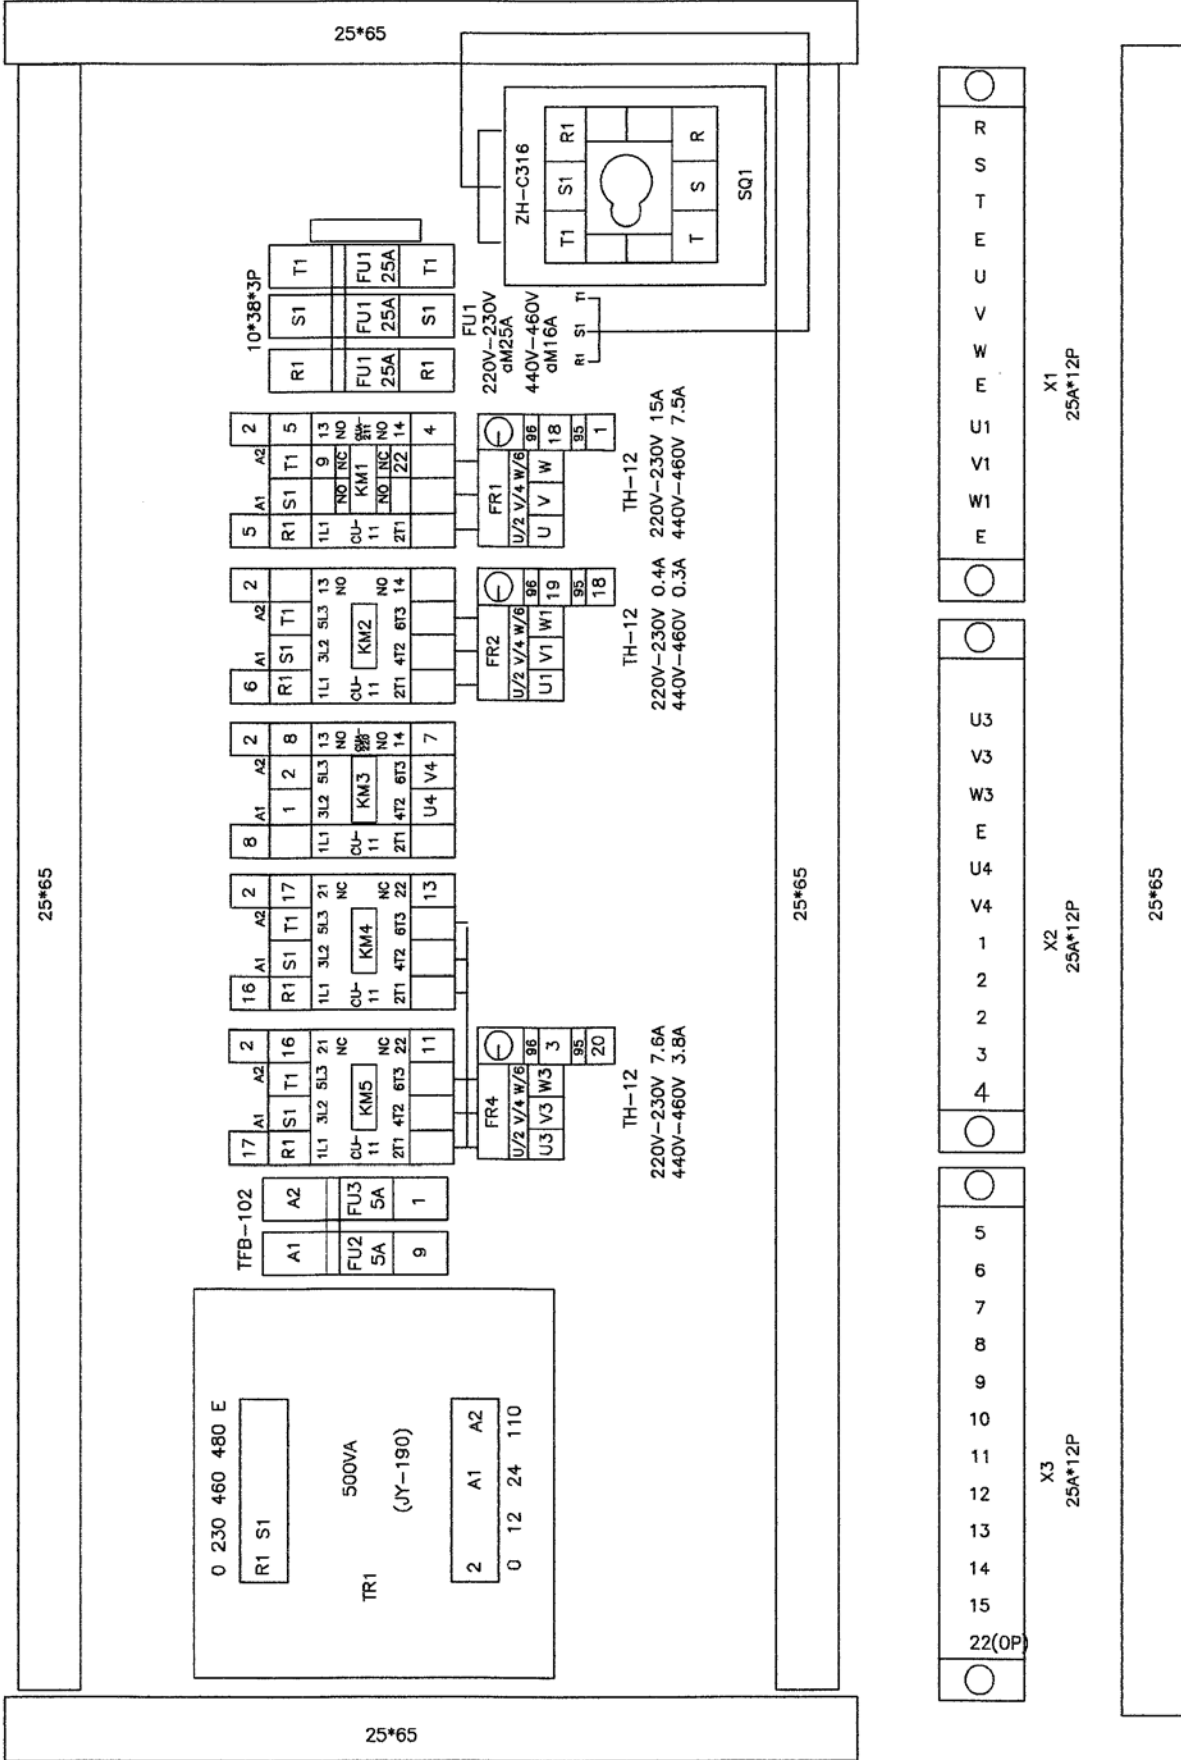 25*65
25*65
25*65
25*65
25*65
ZH-C316
T1 S1 R1
T S R
SQ1
10*38*3P
R1 S1 T1
FU1 25A FU1 25A FU1 25A
R1 S1 T1
FU1
220V-230V
aM25A
440V-460V
aM16A
R1 S1 T1
A1 A2
5 2
R1 S1 T1 5
1L1 9 13
NO NC NO
CU-11 KM1 CUA-211
NO NC NO
2T1 22 14
4
FR1
U/2 V/4 W/6 96 95
U V W 18 1
TH-12
220V-230V 15A
440V-460V 7.5A
A1 A2
6 2
R1 S1 T1
1L1 3L2 5L3 13
NO
CU-11 KM2
NO
2T1 4T2 6T3 14
FR2
U/2 V/4 W/6 96 95
U1 V1 W1 19 18
TH-12
220V-230V 0.4A
440V-460V 0.3A
A1 A2
8 2
1 2 8
1L1 3L2 5L3 13
NO
CU-11 KM3
NO
2T1 4T2 6T3 14
U4 V4 7
A1 A2
16 2
R1 S1 T1 17
1L1 3L2 5L3 21
NC
CU-11 KM4
NC
2T1 4T2 6T3 22
13
A1 A2
17 2
R1 S1 T1 16
1L1 3L2 5L3 21
NC
CU-11 KM5
NC
2T1 4T2 6T3 22
11
FR4
U/2 V/4 W/6 96 95
U3 V3 W3 3 20
TH-12
220V-230V 7.6A
440V-460V 3.8A
TFB-102
A1 A2
FU2 5A FU3 5A
9 1
0 230 460 480 E
R1 S1
500VA
(JY-190)
TR1
2 A1 A2
0 12 24 110
R
S
T
E
U
V
W
E
U1
V1
W1
E
X1
25A*12P
U3
V3
W3
E
U4
V4
1
2
2
3
4
X2
25A*12P
5
6
7
8
9
10
11
12
13
14
15
22(OP)
X3
25A*12P